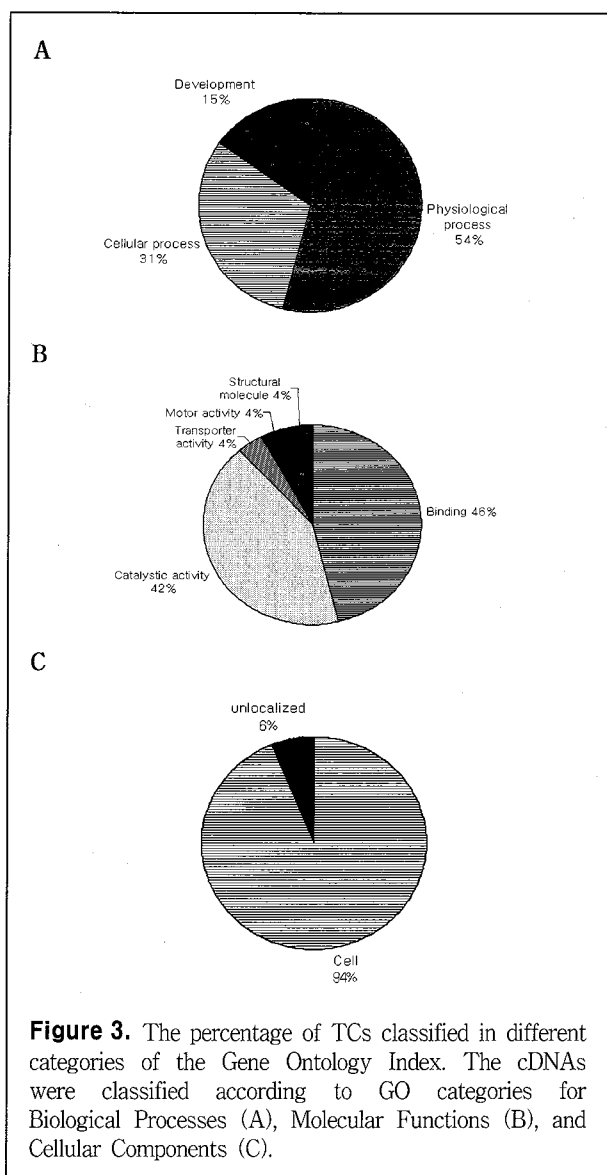 A
Development
15%
Physiological
process
54%
Cellular process
31%
B
Structural
molecule 4%
Motor activity 4%
Transporter
activity 4%
Binding 46%
Catalystic activity
42%
C
unlocalized
6%
Cell
94%
Figure 3. The percentage of TCs classified in different
categories of the Gene Ontology Index. The cDNAs
were classified according to GO categories for
Biological Processes (A), Molecular Functions (B), and
Cellular Components (C).